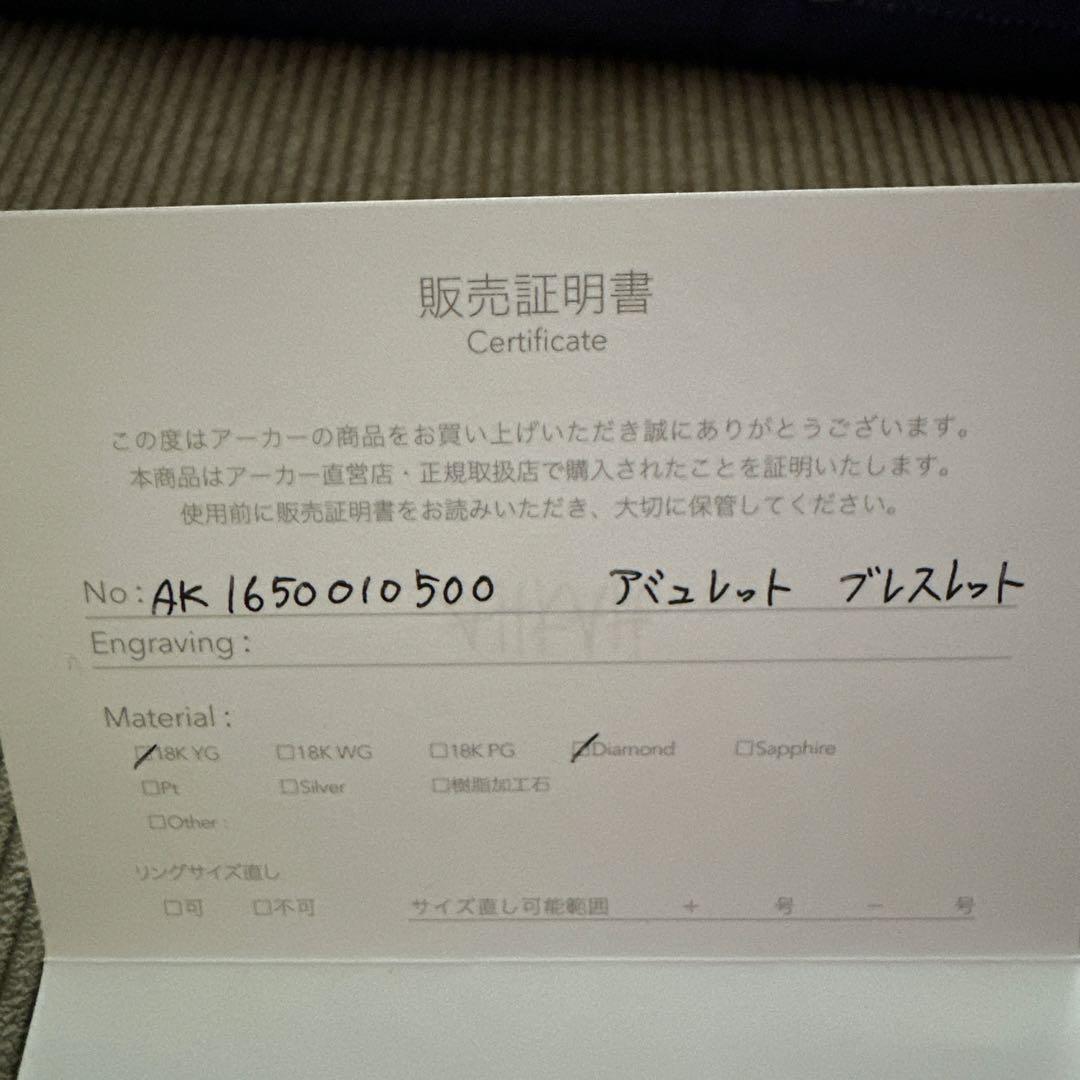 販売証明書
Certificate
この度はアーカーの商品をお買い上げいただき誠にありがとうございます。
本商品はアーカー直営店・正規取扱店で購入されたことを証明いたします。
使用前に販売証明書をお読みいただき、大切に保管してください。
No: AK1650010500 アバュレット ブレスレット
Engraving :
Material :
☑18K YG □18K WG □18K PG ☑Diamond □Sapphire
□Pt □Silver □樹脂加工石
□Other :
リングサイズ直し
□可 □不可 サイズ直し可能範囲 + 号 − 号